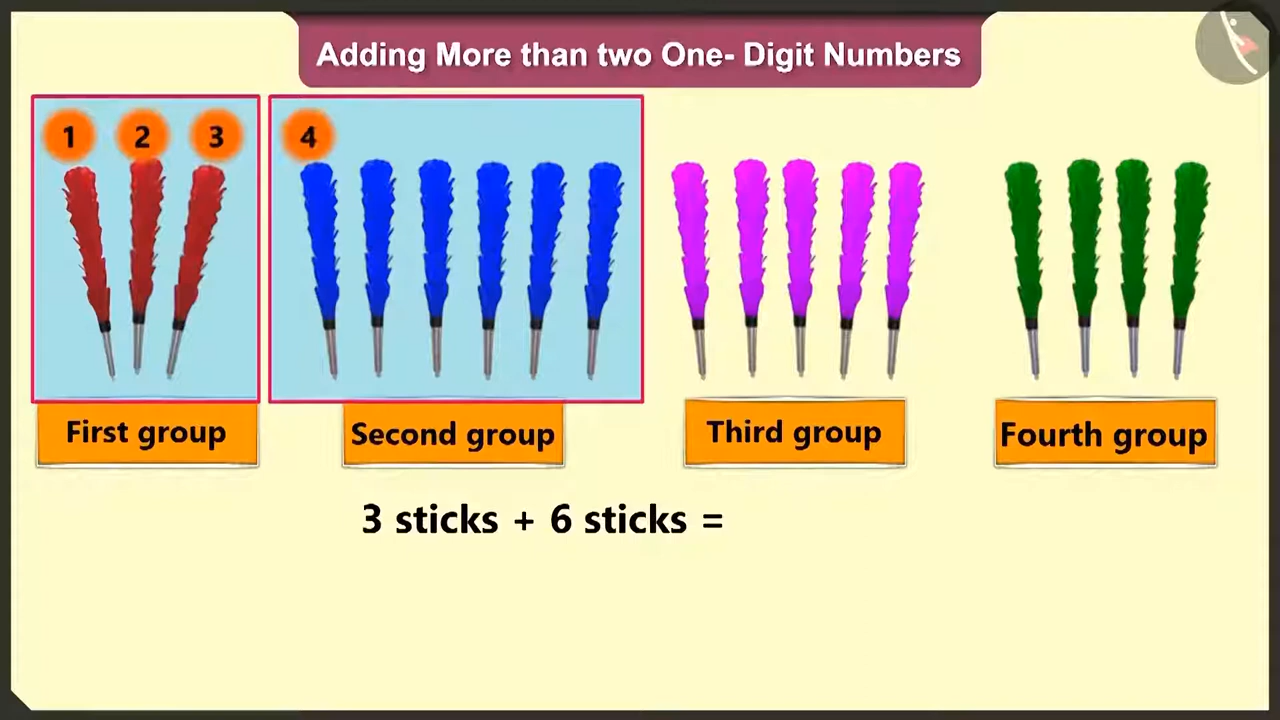 Adding More than two One- Digit Numbers
1 2 3 4
First group
Second group
Third group
Fourth group
3 sticks + 6 sticks =